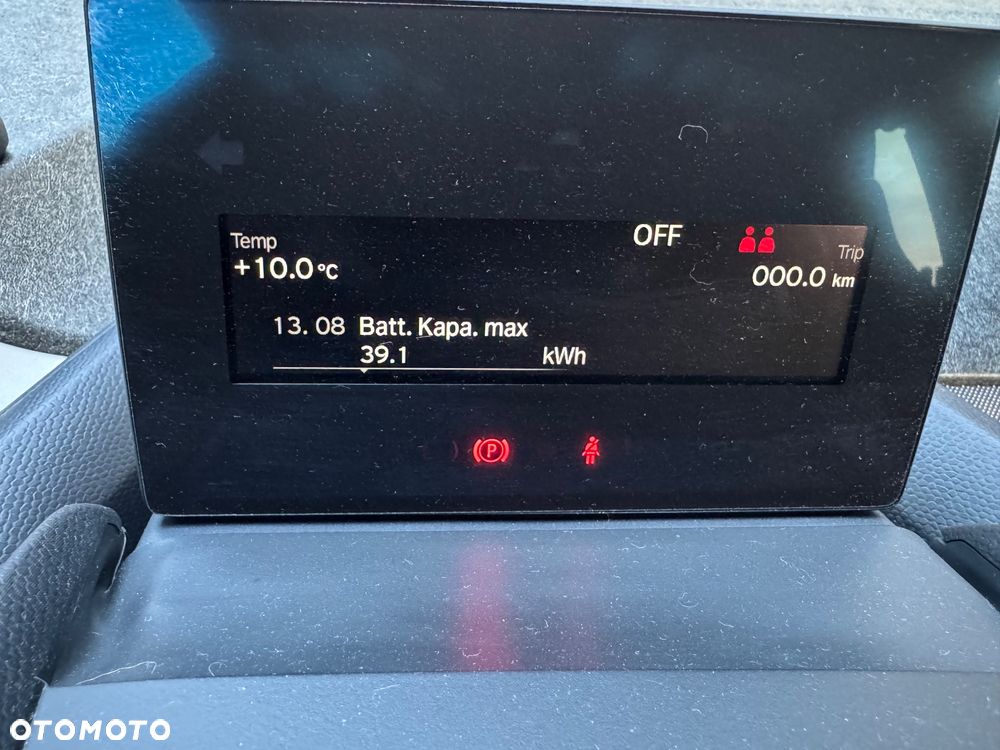 Temp
+10.0 °C
OFF
Trip
000.0 km
13. 08 Batt. Kapa. max
39.1 kWh
P
OTOMOTO